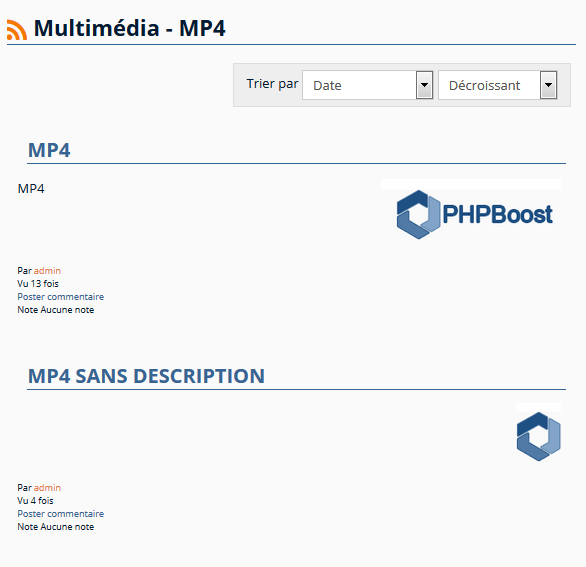 Multimédia - MP4
Trier par Date Décroissant
MP4
MP4
PHPBoost
Par admin
Vu 13 fois
Poster commentaire
Note Aucune note
MP4 SANS DESCRIPTION
Par admin
Vu 4 fois
Poster commentaire
Note Aucune note